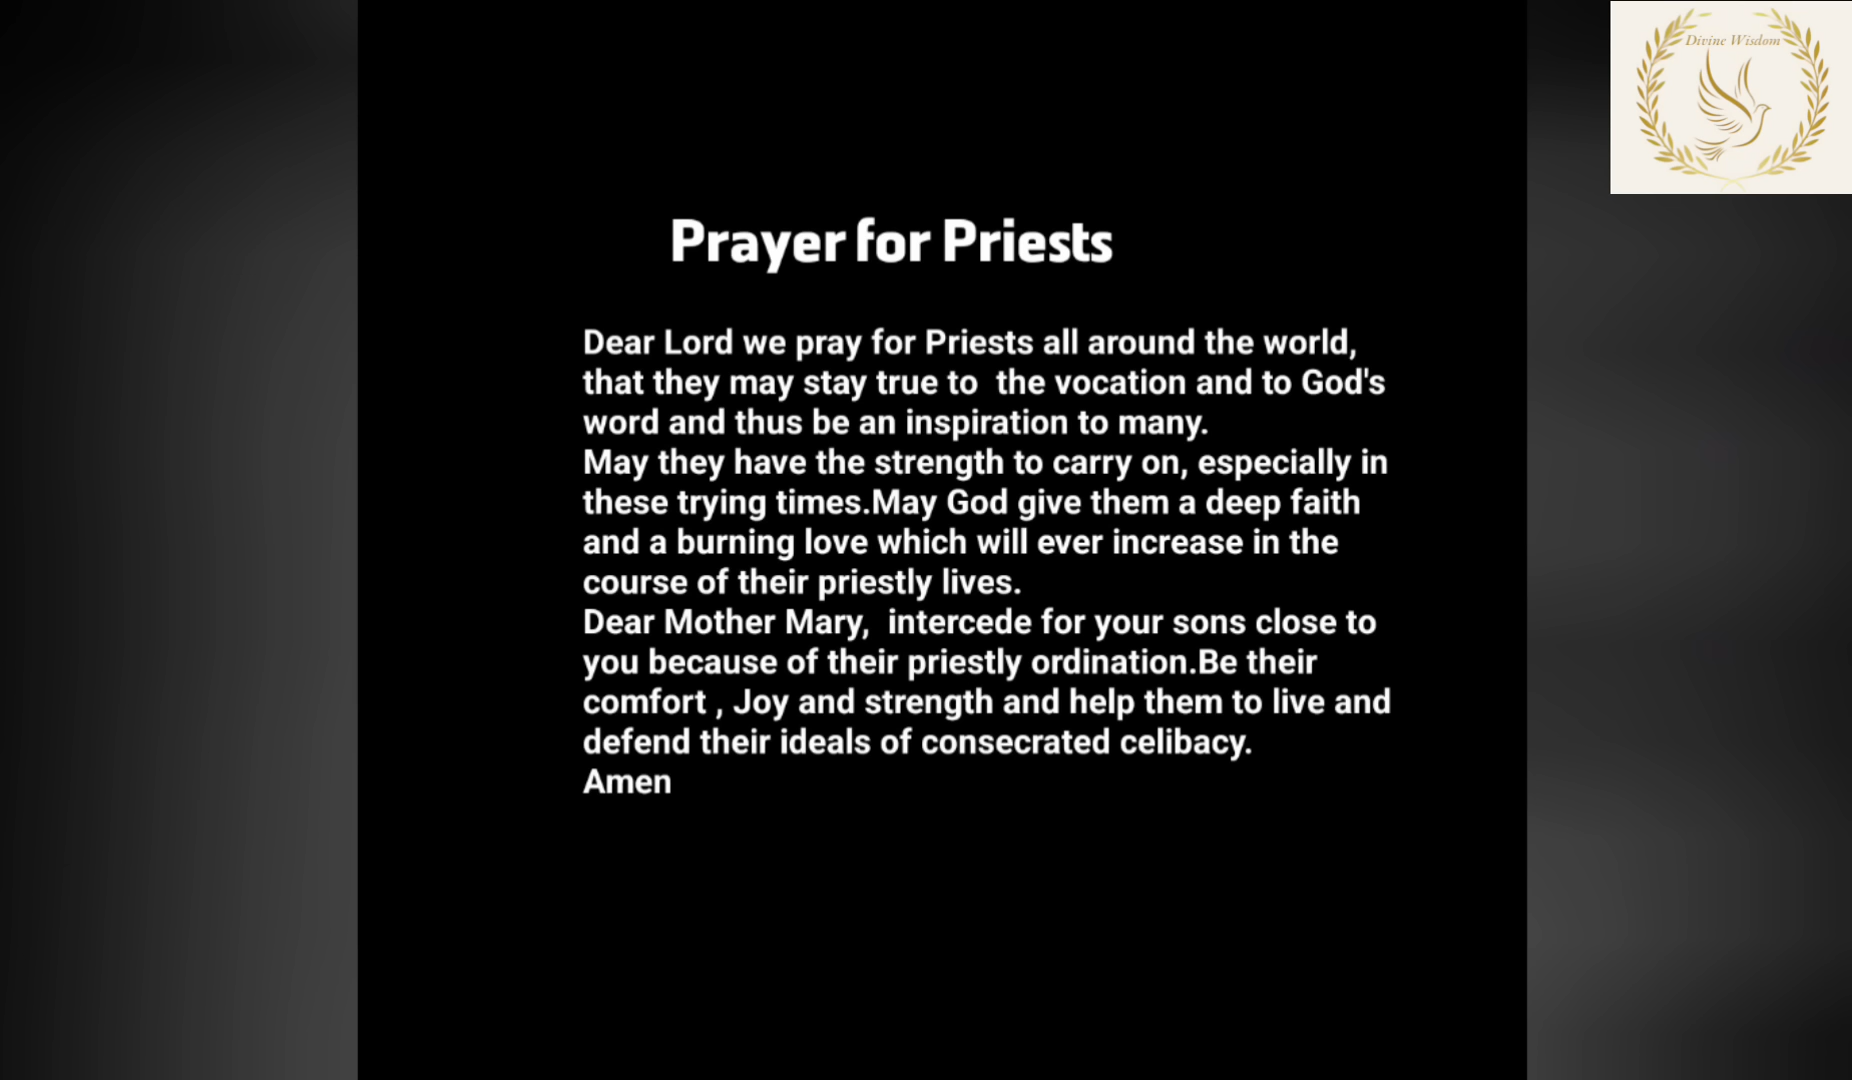 Divine Wisdom
Prayer for Priests
Dear Lord we pray for Priests all around the world,
that they may stay true to  the vocation and to God's
word and thus be an inspiration to many.
May they have the strength to carry on, especially in
these trying times.May God give them a deep faith
and a burning love which will ever increase in the
course of their priestly lives.
Dear Mother Mary,  intercede for your sons close to
you because of their priestly ordination.Be their
comfort , Joy and strength and help them to live and
defend their ideals of consecrated celibacy.
Amen